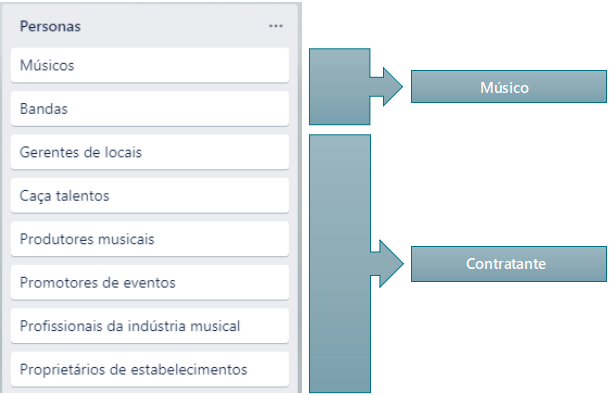 Personas
Músicos
Bandas
Gerentes de locais
Caça talentos
Produtores musicais
Promotores de eventos
Profissionais da indústria musical
Proprietários de estabelecimentos
Músico
Contratante